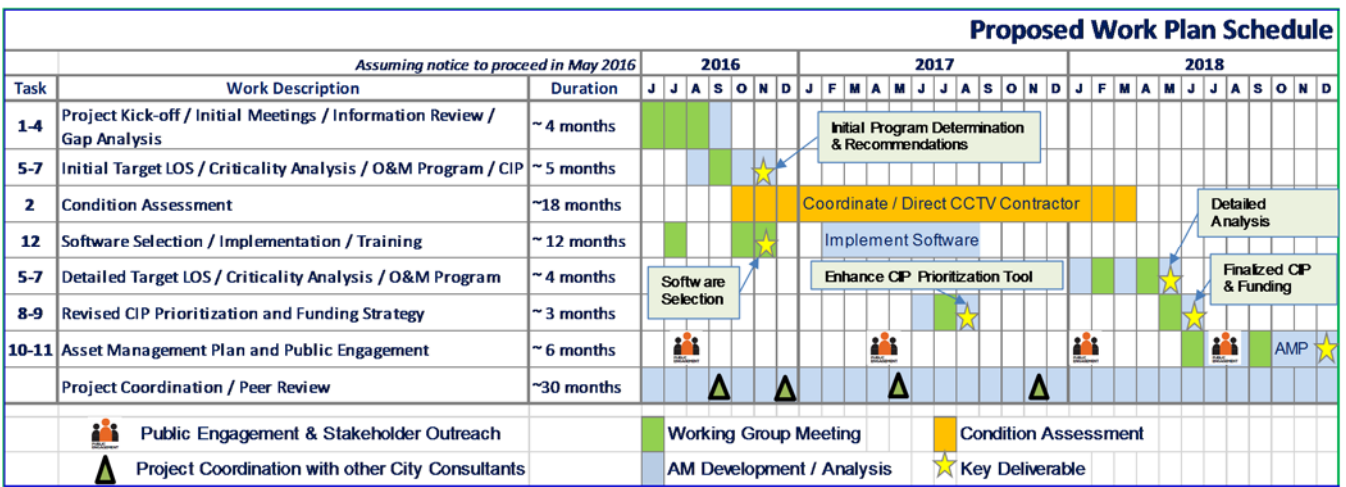 Proposed Work Plan Schedule
Assuming notice to proceed in May 2016 2016 2017 2018
Task Work Description Duration J J A S O N D J F M A M J J A S O N D J F M A M J J A S O N D
1-4 Project Kick-off / Initial Meetings / Information Review / Gap Analysis ~ 4 months
Initial Program Determination
& Recommendations
5-7 Initial Target LOS / Criticality Analysis / O&M Program / CIP ~ 5 months
2 Condition Assessment ~18 months Coordinate / Direct CCTV Contractor
Detailed
Analysis
12 Software Selection / Implementation / Training ~ 12 months Implement Software
5-7 Detailed Target LOS / Criticality Analysis / O&M Program ~ 4 months
Software
Selection
Enhance CIP Prioritization Tool
Finalized CIP
& Funding
8-9 Revised CIP Prioritization and Funding Strategy ~ 3 months
10-11 Asset Management Plan and Public Engagement ~ 6 months AMP
Project Coordination / Peer Review ~30 months
Public Engagement & Stakeholder Outreach Working Group Meeting Condition Assessment
Project Coordination with other City Consultants AM Development / Analysis Key Deliverable